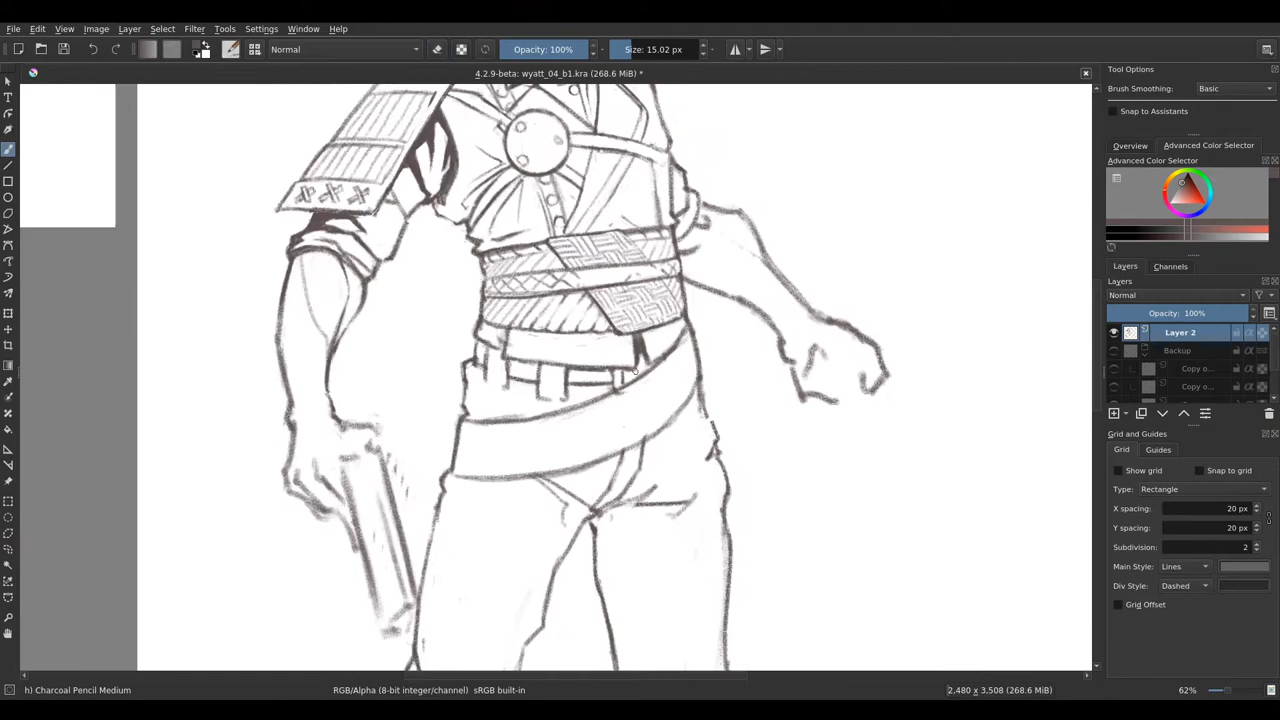 File Edit View Image Layer Select Filter Tools Settings Window Help
Normal Opacity: 100% Size: 15.02 px
4.2.9-beta: wyatt_04_b1.kra (268.6 MiB) *
Tool Options
Brush Smoothing: Basic
Snap to Assistants
Overview Advanced Color Selector
Advanced Color Selector
Layers Channels
Layers
Normal
Opacity: 100%
Layer 2
Backup
Copy o...
Copy o...
Grid and Guides
Grid Guides
Show grid Snap to grid
Type: Rectangle
X spacing: 20 px
Y spacing: 20 px
Subdivision: 2
Main Style: Lines
Div Style: Dashed
Grid Offset
h) Charcoal Pencil Medium RGB/Alpha (8-bit integer/channel) sRGB built-in 2,480 x 3,508 (268.6 MiB) 62%